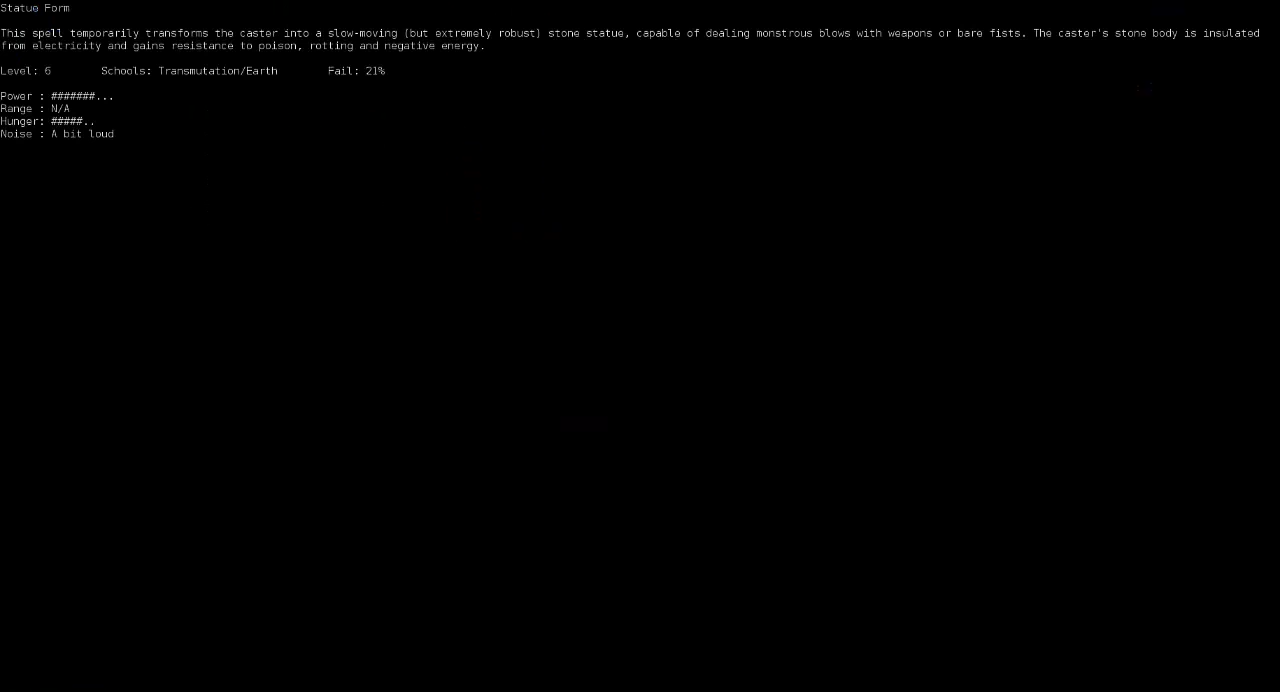 Statue Form
This spell temporarily transforms the caster into a slow-moving (but extremely robust) stone statue, capable of dealing monstrous blows with weapons or bare fists. The caster's stone body is insulated
from electricity and gains resistance to poison, rotting and negative energy.
Level: 6 Schools: Transmutation/Earth Fail: 21%
Power : #######...
Range : N/A
Hunger: #####..
Noise : A bit loud